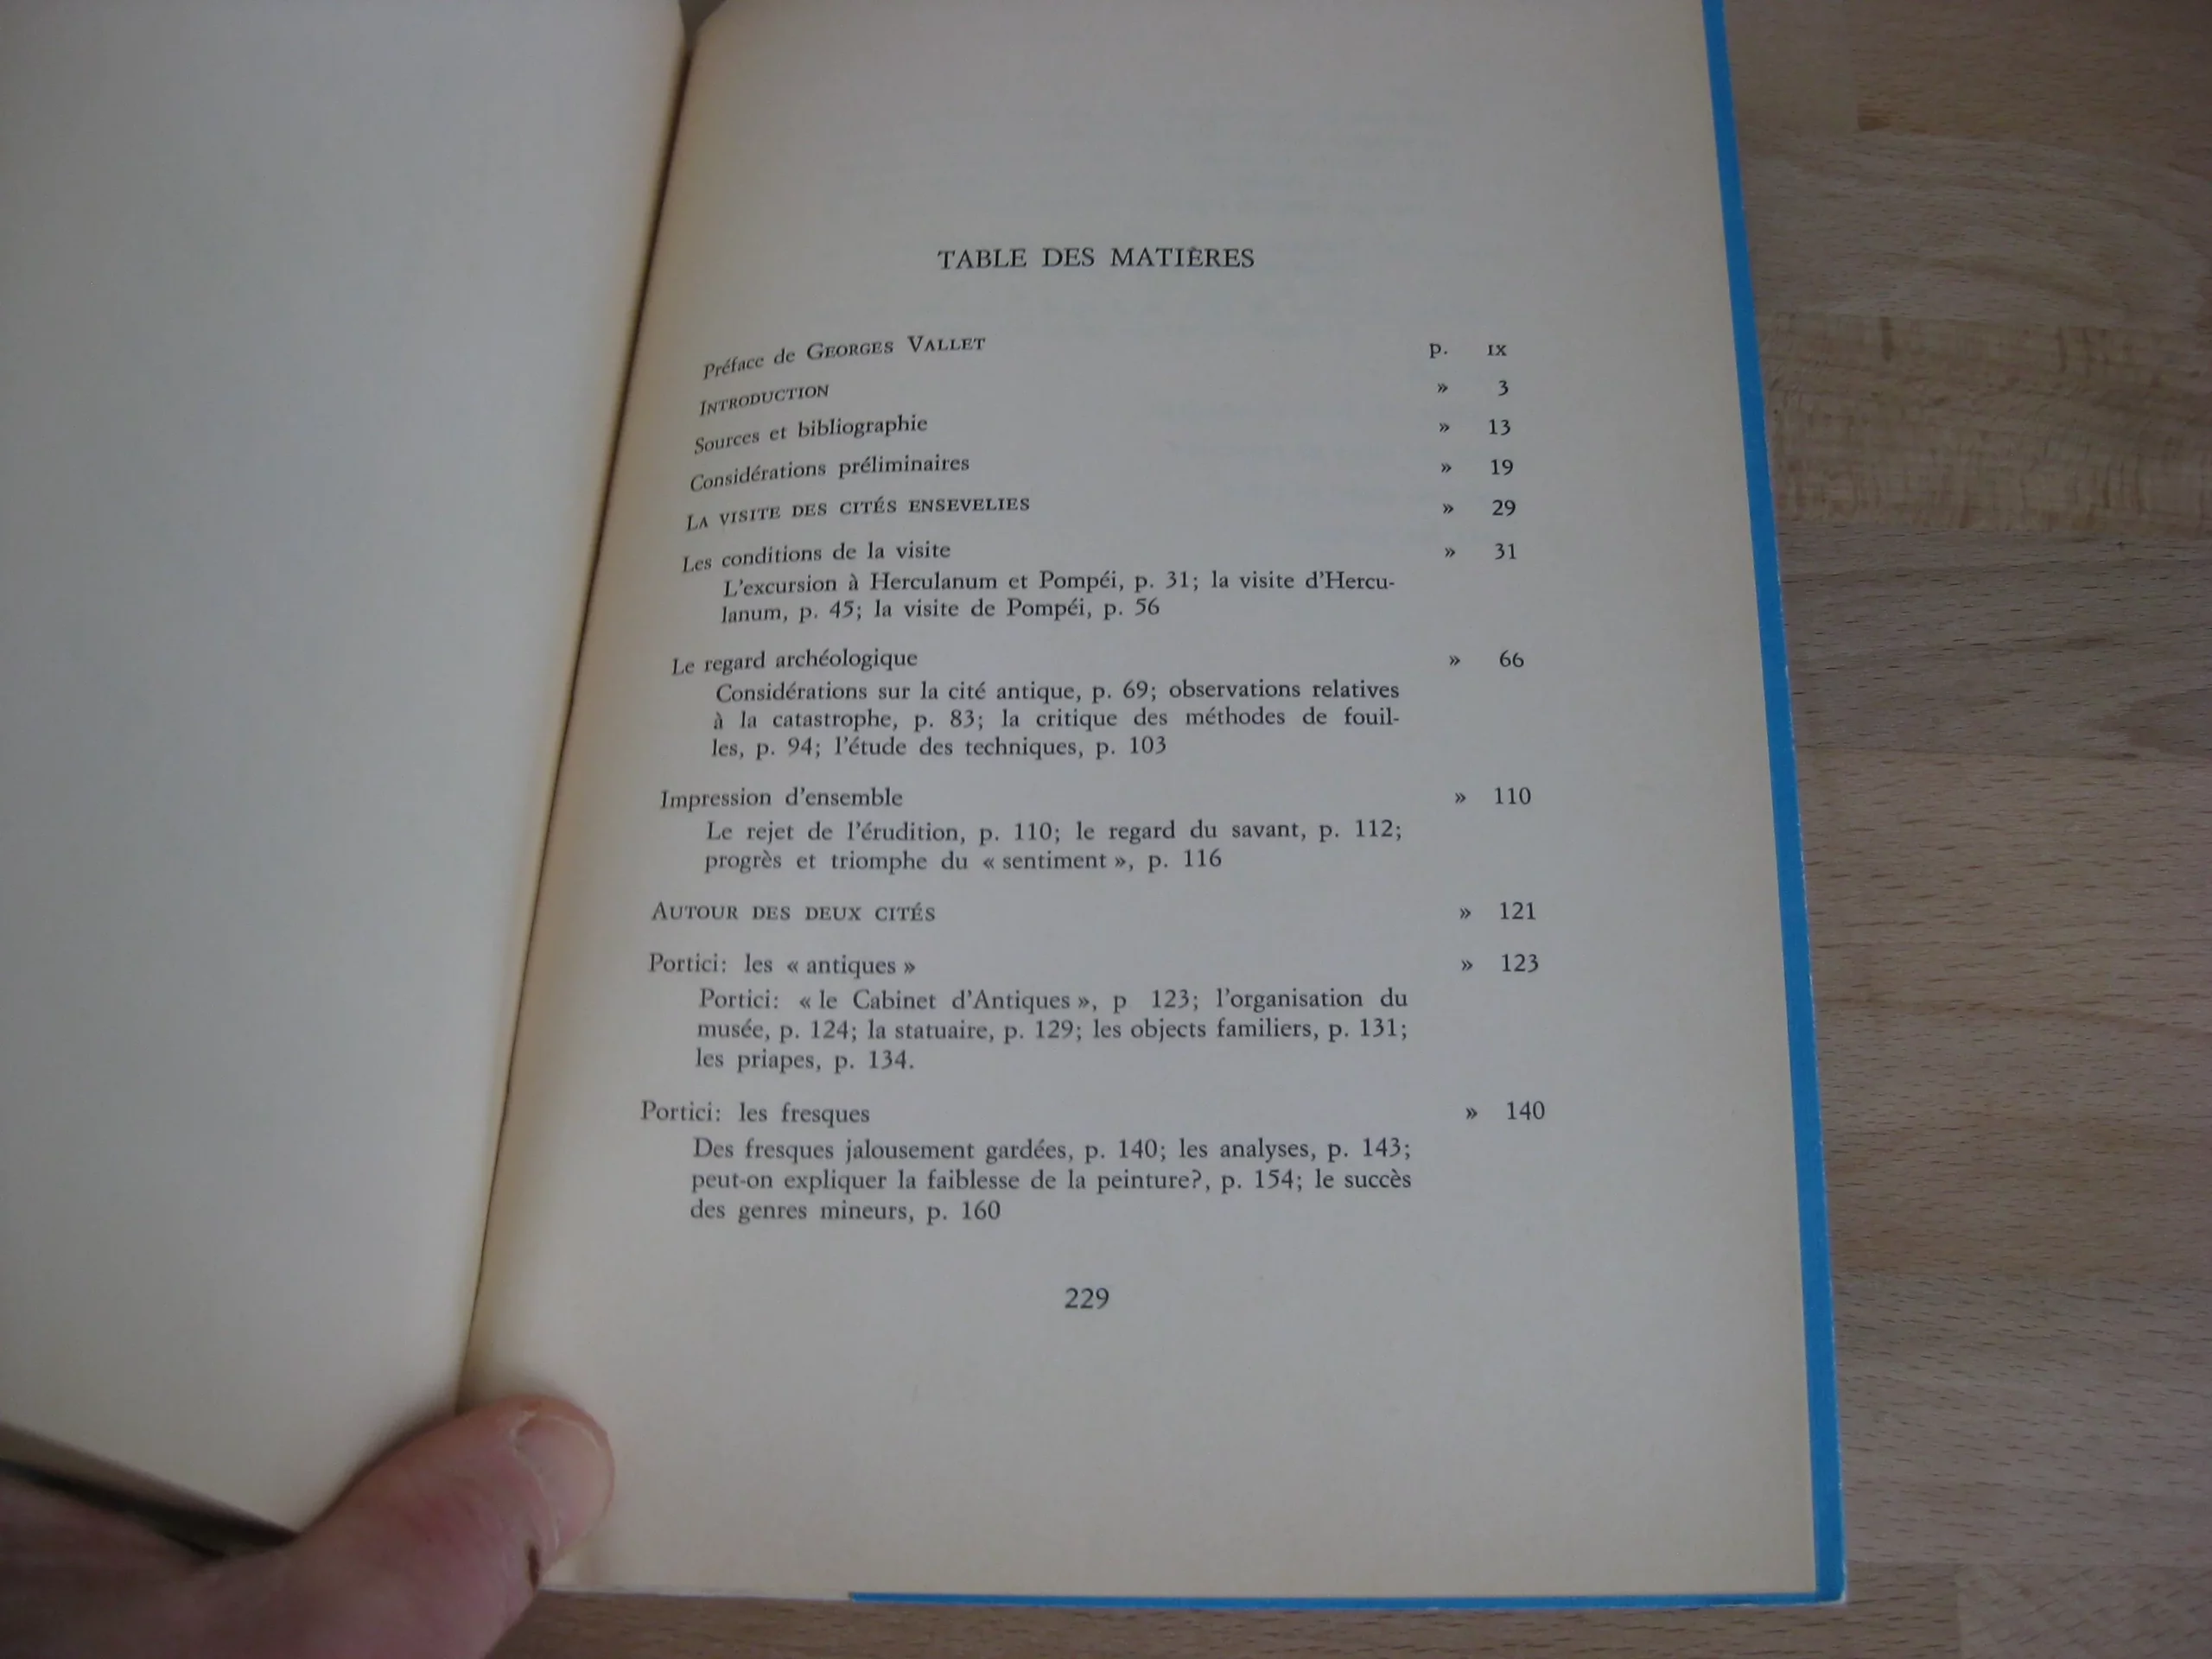 TABLE DES MATIÈRES
Préface de GEORGES VALLET p. IX
INTRODUCTION » 3
Sources et bibliographie » 13
Considérations préliminaires » 19
LA VISITE DES CITÉS ENSEVELIES » 29
Les conditions de la visite » 31
L'excursion à Herculanum et Pompéi, p. 31; la visite d'Hercu-
lanum, p. 45; la visite de Pompéi, p. 56
Le regard archéologique » 66
Considérations sur la cité antique, p. 69; observations relatives
à la catastrophe, p. 83; la critique des méthodes de fouil-
les, p. 94; l'étude des techniques, p. 103
Impression d'ensemble » 110
Le rejet de l'érudition, p. 110; le regard du savant, p. 112;
progrès et triomphe du « sentiment », p. 116
AUTOUR DES DEUX CITÉS » 121
Portici: les « antiques » » 123
Portici: « le Cabinet d'Antiques », p 123; l'organisation du
musée, p. 124; la statuaire, p. 129; les objects familiers, p. 131;
les priapes, p. 134.
Portici: les fresques » 140
Des fresques jalousement gardées, p. 140; les analyses, p. 143;
peut-on expliquer la faiblesse de la peinture?, p. 154; le succès
des genres mineurs, p. 160
229